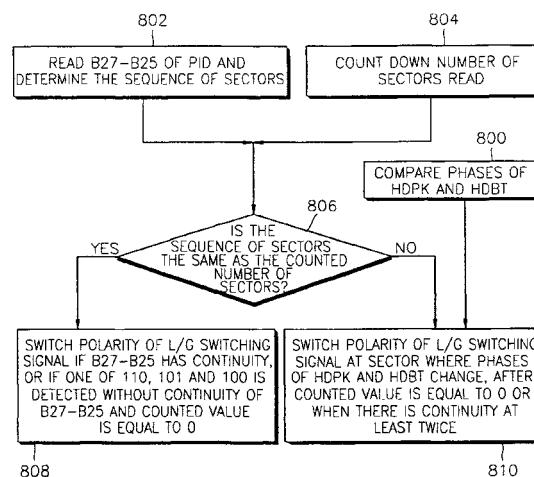 802
804
READ B27-B25 OF PID AND
DETERMINE THE SEQUENCE OF SECTORS
COUNT DOWN NUMBER OF
SECTORS READ
800
COMPARE PHASES OF
HDPK AND HDBT
806
YES
IS THE
SEQUENCE OF SECTORS
THE SAME AS THE COUNTED
NUMBER OF
SECTORS?
NO
SWITCH POLARITY OF L/G SWITCHING
SIGNAL IF B27-B25 HAS CONTINUITY,
OR IF ONE OF 110, 101 AND 100 IS
DETECTED WITHOUT CONTINUITY OF
B27-B25 AND COUNTED VALUE
IS EQUAL TO 0
SWITCH POLARITY OF L/G SWITCHING
SIGNAL AT SECTOR WHERE PHASES
OF HDPK AND HDBT CHANGE, AFTER
COUNTED VALUE IS EQUAL TO 0 OR
WHEN THERE IS CONTINUITY AT
LEAST TWICE
808
810